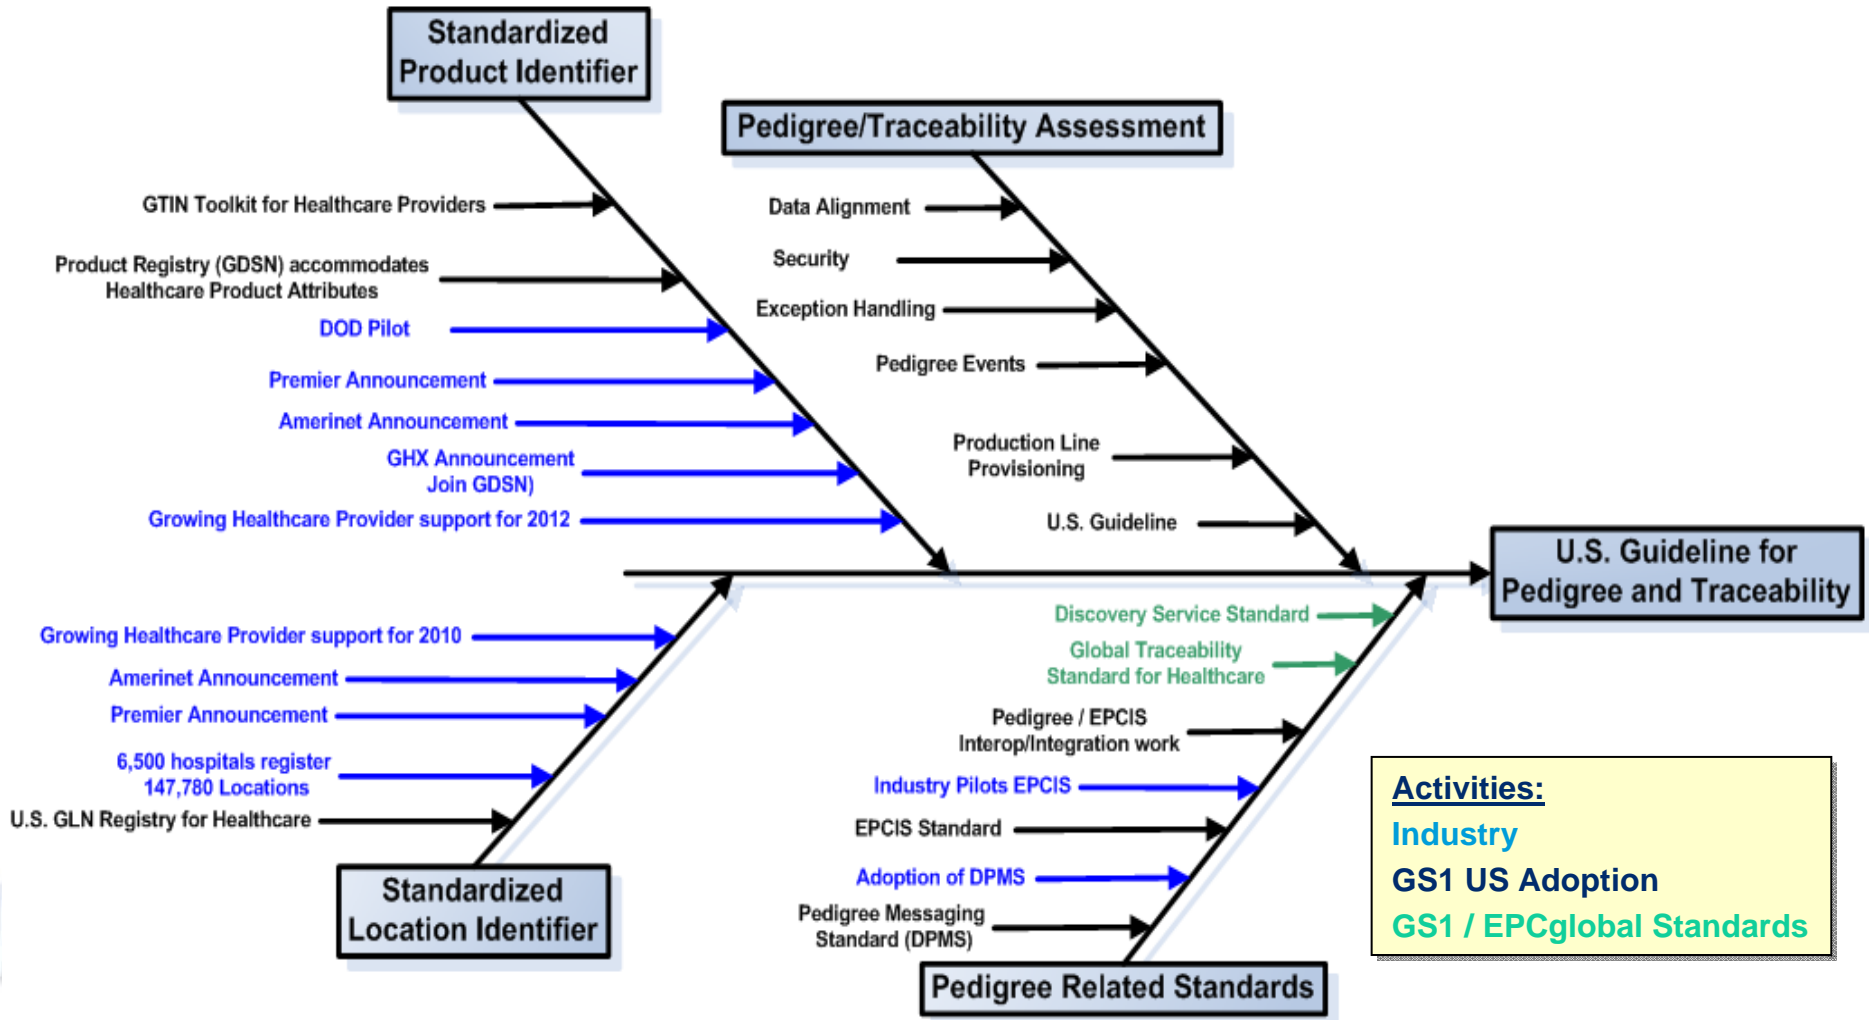 Standardized
Product Identifier
Pedigree/Traceability Assessment
GTIN Toolkit for Healthcare Providers
Product Registry (GDSN) accommodates
Healthcare Product Attributes
DOD Pilot
Premier Announcement
Amerinet Announcement
GHX Announcement
Join GDSN)
Growing Healthcare Provider support for 2012
Data Alignment
Security
Exception Handling
Pedigree Events
Production Line
Provisioning
U.S. Guideline
U.S. Guideline for
Pedigree and Traceability
Growing Healthcare Provider support for 2010
Amerinet Announcement
Premier Announcement
6,500 hospitals register
147,780 Locations
U.S. GLN Registry for Healthcare
Standardized
Location Identifier
Discovery Service Standard
Global Traceability
Standard for Healthcare
Pedigree / EPCIS
Interop/Integration work
Industry Pilots EPCIS
EPCIS Standard
Adoption of DPMS
Pedigree Messaging
Standard (DPMS)
Pedigree Related Standards
Activities:
Industry
GS1 US Adoption
GS1 / EPCglobal Standards